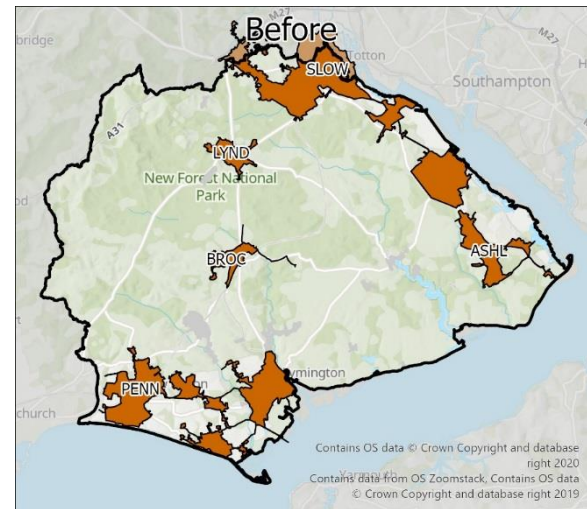 Before
M27
M27
bridge
Totton
SLOW
Southampton
A31
LYND
New Forest National
Park
BROC
ASHL
PENN
ymington
church
Contains OS data © Crown Copyright and database
right 2020
Contains data from OS Zoomstack, Contains OS data
© Crown Copyright and database right 2019